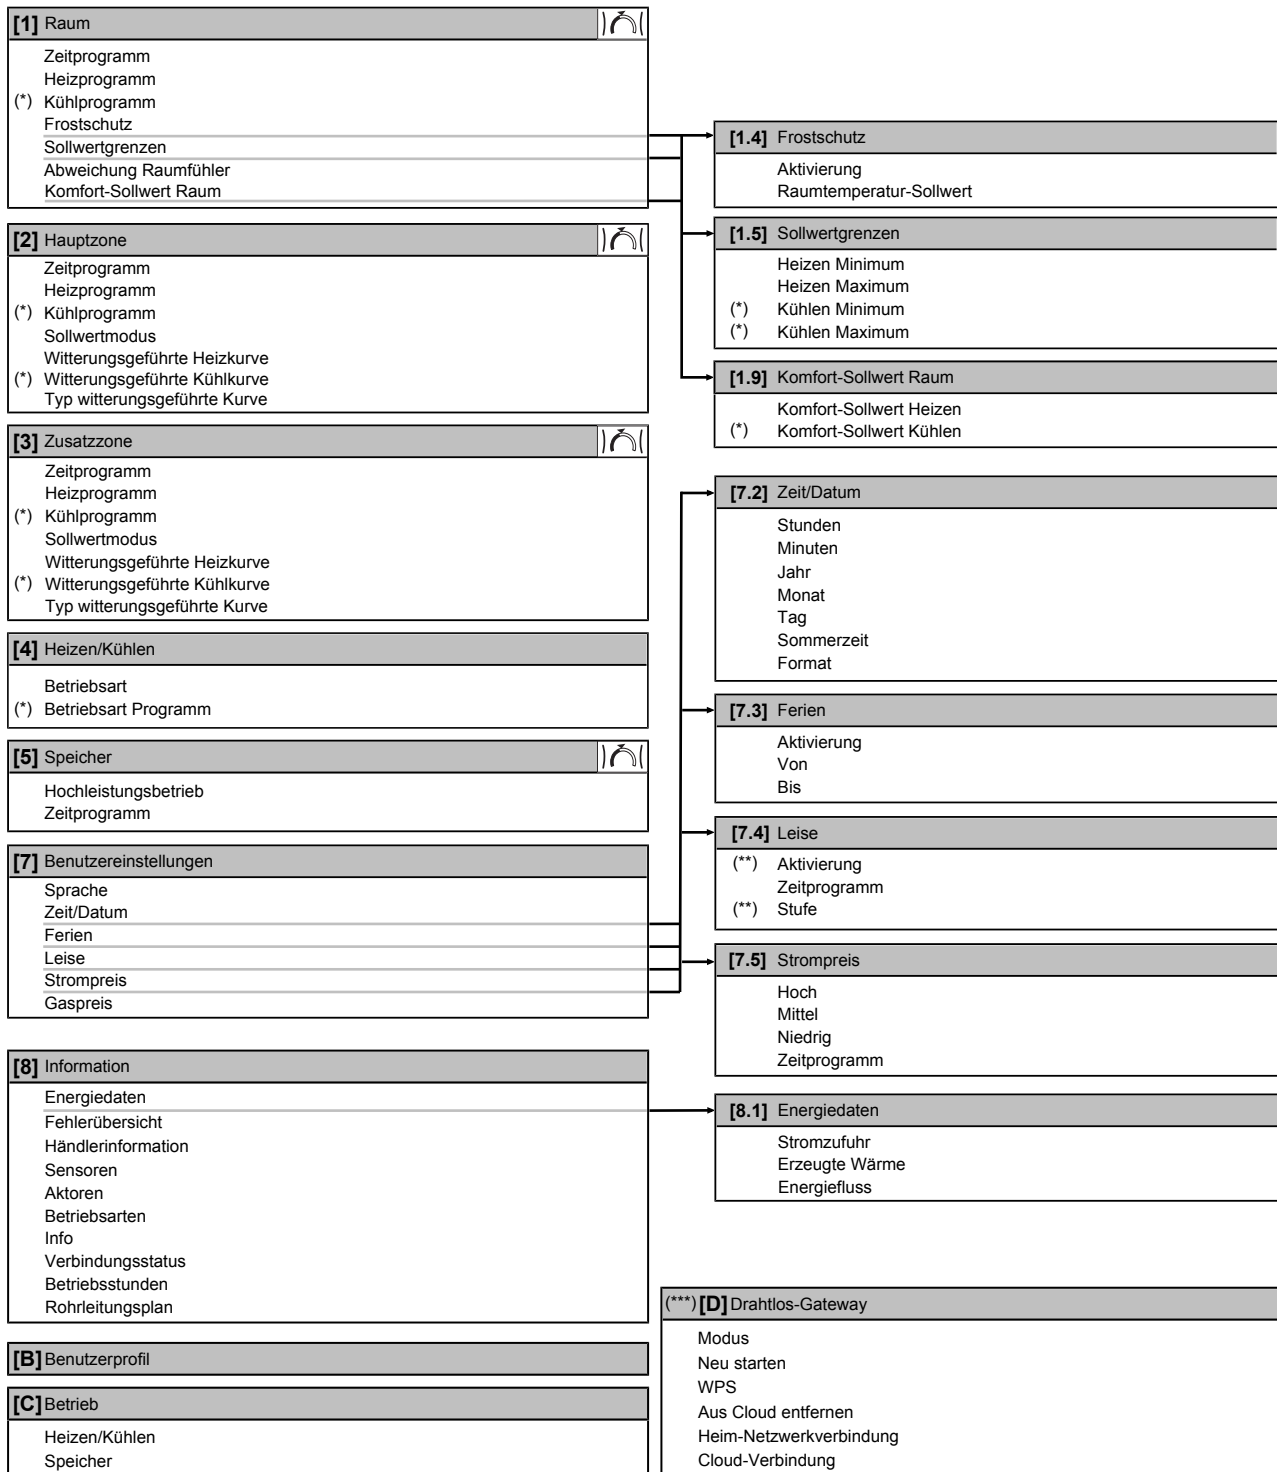 [1] Raum
Zeitprogramm
Heizprogramm
(*) Kühlprogramm
Frostschutz
Sollwertgrenzen
Abweichung Raumfühler
Komfort-Sollwert Raum
[2] Hauptzone
Zeitprogramm
Heizprogramm
(*) Kühlprogramm
Sollwertmodus
Witterungsgeführte Heizkurve
(*) Witterungsgeführte Kühlkurve
Typ witterungsgeführte Kurve
[3] Zusatzzone
Zeitprogramm
Heizprogramm
(*) Kühlprogramm
Sollwertmodus
Witterungsgeführte Heizkurve
(*) Witterungsgeführte Kühlkurve
Typ witterungsgeführte Kurve
[4] Heizen/Kühlen
Betriebsart
(*) Betriebsart Programm
[5] Speicher
Hochleistungsbetrieb
Zeitprogramm
[7] Benutzereinstellungen
Sprache
Zeit/Datum
Ferien
Leise
Strompreis
Gaspreis
[8] Information
Energiedaten
Fehlerübersicht
Händlerinformation
Sensoren
Aktoren
Betriebsarten
Info
Verbindungsstatus
Betriebsstunden
Rohrleitungsplan
[B] Benutzerprofil
[C] Betrieb
Heizen/Kühlen
Speicher
[1.4] Frostschutz
Aktivierung
Raumtemperatur-Sollwert
[1.5] Sollwertgrenzen
Heizen Minimum
Heizen Maximum
(*) Kühlen Minimum
(*) Kühlen Maximum
[1.9] Komfort-Sollwert Raum
Komfort-Sollwert Heizen
(*) Komfort-Sollwert Kühlen
[7.2] Zeit/Datum
Stunden
Minuten
Jahr
Monat
Tag
Sommerzeit
Format
[7.3] Ferien
Aktivierung
Von
Bis
[7.4] Leise
(**) Aktivierung
Zeitprogramm
(**) Stufe
[7.5] Strompreis
Hoch
Mittel
Niedrig
Zeitprogramm
[8.1] Energiedaten
Stromzufuhr
Erzeugte Wärme
Energiefluss
(***) [D] Drahtlos-Gateway
Modus
Neu starten
WPS
Aus Cloud entfernen
Heim-Netzwerkverbindung
Cloud-Verbindung